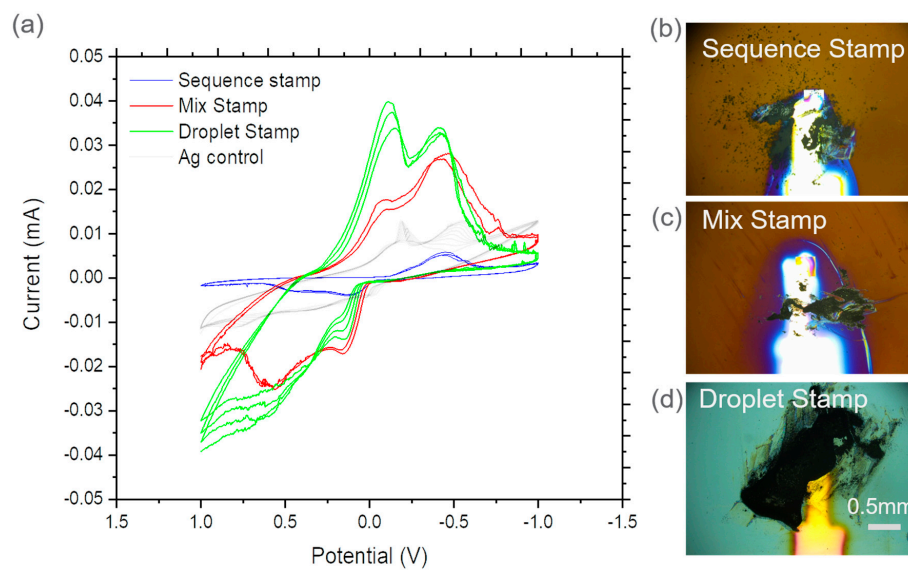 (a)
0.05
0.04
0.03
0.02
0.01
0.00
-0.01
-0.02
-0.03
-0.04
-0.05
Current (mA)
Sequence stamp
Mix Stamp
Droplet Stamp
Ag control
1.5 1.0 0.5 0.0 -0.5 -1.0 -1.5
Potential (V)
(b)
Sequence Stamp
(c)
Mix Stamp
(d)
Droplet Stamp
0.5mm